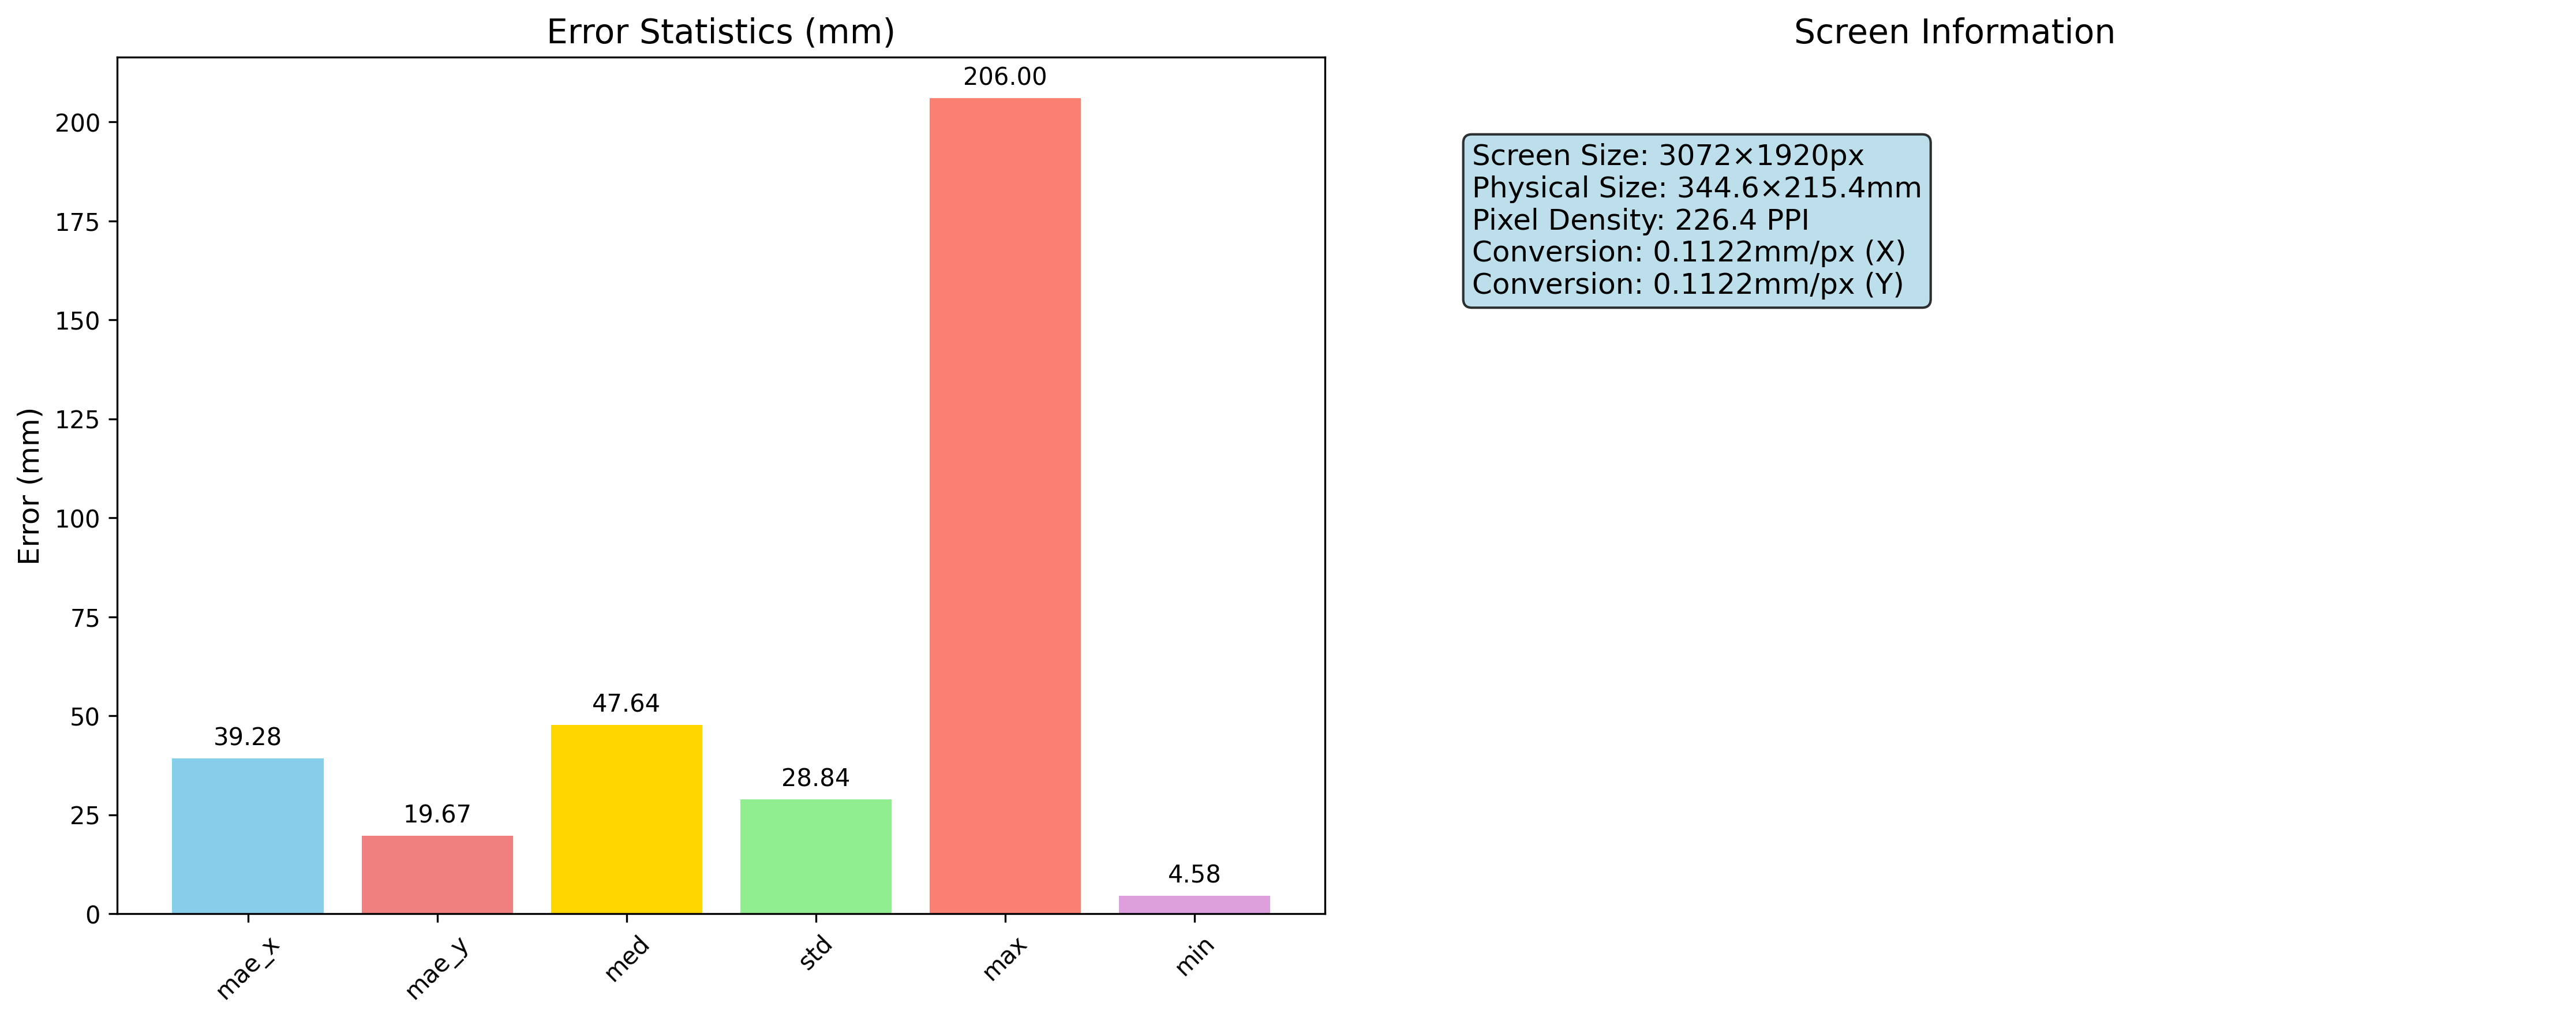 Error Statistics (mm)
Error (mm)
200
175
150
125
100
75
50
25
0
39.28
19.67
47.64
28.84
206.00
4.58
mae_x
mae_y
med
std
max
min
Screen Information
Screen Size: 3072×1920px
Physical Size: 344.6×215.4mm
Pixel Density: 226.4 PPI
Conversion: 0.1122mm/px (X)
Conversion: 0.1122mm/px (Y)